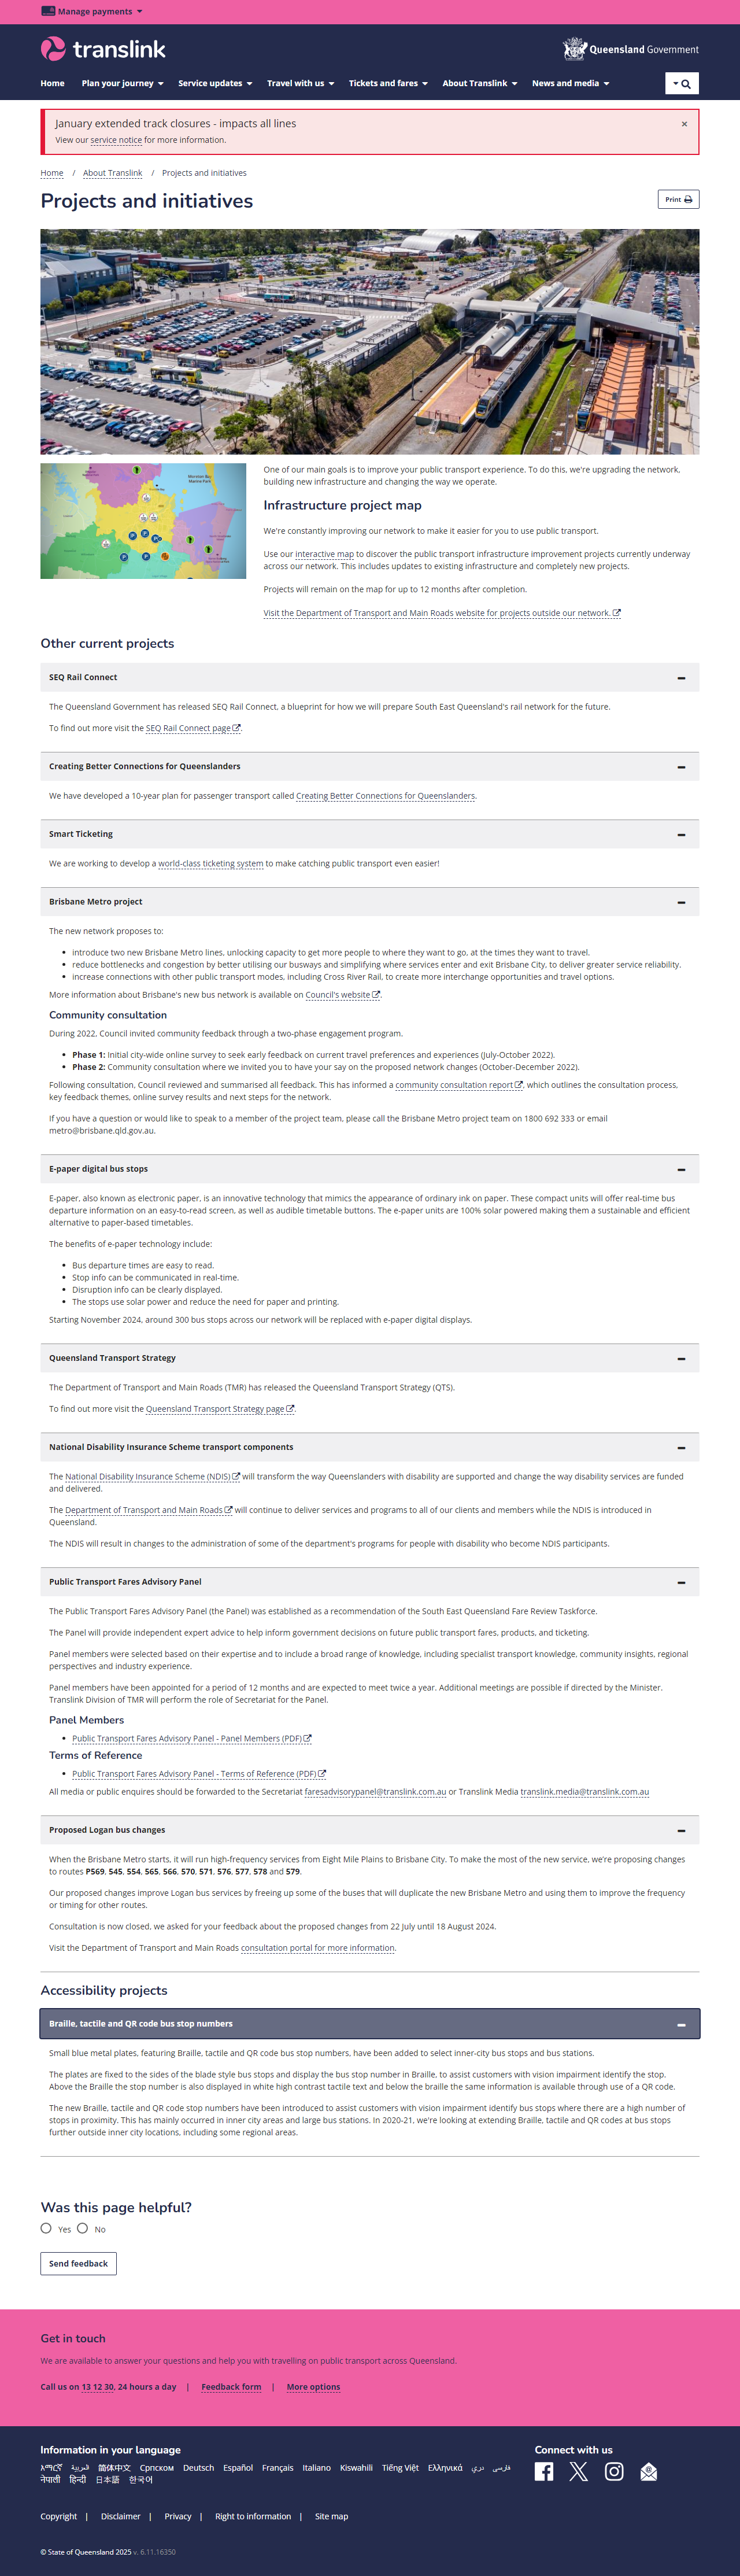 Manage payments
translink
Queensland Government
Home Plan your journey Service updates Travel with us Tickets and fares About Translink News and media
January extended track closures - impacts all lines
View our service notice for more information.
×
Home / About Translink / Projects and initiatives
Projects and initiatives
Print
One of our main goals is to improve your public transport experience. To do this, we're upgrading the network,
building new infrastructure and changing the way we operate.
Infrastructure project map
We're constantly improving our network to make it easier for you to use public transport.
Use our interactive map to discover the public transport infrastructure improvement projects currently underway
across our network. This includes updates to existing infrastructure and completely new projects.
Projects will remain on the map for up to 12 months after completion.
Visit the Department of Transport and Main Roads website for projects outside our network.
Other current projects
SEQ Rail Connect
The Queensland Government has released SEQ Rail Connect, a blueprint for how we will prepare South East Queensland's rail network for the future.
To find out more visit the SEQ Rail Connect page.
Creating Better Connections for Queenslanders
We have developed a 10-year plan for passenger transport called Creating Better Connections for Queenslanders.
Smart Ticketing
We are working to develop a world-class ticketing system to make catching public transport even easier!
Brisbane Metro project
The new network proposes to:
• introduce two new Brisbane Metro lines, unlocking capacity to get more people to where they want to go, at the times they want to travel.
• reduce bottlenecks and congestion by better utilising our busways and simplifying where services enter and exit Brisbane City, to deliver greater service reliability.
• increase connections with other public transport modes, including Cross River Rail, to create more interchange opportunities and travel options.
More information about Brisbane's new bus network is available on Council's website.
Community consultation
During 2022, Council invited community feedback through a two-phase engagement program.
• Phase 1: Initial city-wide online survey to seek early feedback on current travel preferences and experiences (July-October 2022).
• Phase 2: Community consultation where we invited you to have your say on the proposed network changes (October-December 2022).
Following consultation, Council reviewed and summarised all feedback. This has informed a community consultation report, which outlines the consultation process,
key feedback themes, online survey results and next steps for the network.
If you have a question or would like to speak to a member of the project team, please call the Brisbane Metro project team on 1800 692 333 or email
metro@brisbane.qld.gov.au.
E-paper digital bus stops
E-paper, also known as electronic paper, is an innovative technology that mimics the appearance of ordinary ink on paper. These compact units will offer real-time bus
departure information on an easy-to-read screen, as well as audible timetable buttons. The e-paper units are 100% solar powered making them a sustainable and efficient
alternative to paper-based timetables.
The benefits of e-paper technology include:
• Bus departure times are easy to read.
• Stop info can be communicated in real-time.
• Disruption info can be clearly displayed.
• The stops use solar power and reduce the need for paper and printing.
Starting November 2024, around 300 bus stops across our network will be replaced with e-paper digital displays.
Queensland Transport Strategy
The Department of Transport and Main Roads (TMR) has released the Queensland Transport Strategy (QTS).
To find out more visit the Queensland Transport Strategy page.
National Disability Insurance Scheme transport components
The National Disability Insurance Scheme (NDIS) will transform the way Queenslanders with disability are supported and change the way disability services are funded
and delivered.
The Department of Transport and Main Roads will continue to deliver services and programs to all of our clients and members while the NDIS is introduced in
Queensland.
The NDIS will result in changes to the administration of some of the department's programs for people with disability who become NDIS participants.
Public Transport Fares Advisory Panel
The Public Transport Fares Advisory Panel (the Panel) was established as a recommendation of the South East Queensland Fare Review Taskforce.
The Panel will provide independent expert advice to help inform government decisions on future public transport fares, products, and ticketing.
Panel members were selected based on their expertise and to include a broad range of knowledge, including specialist transport knowledge, community insights, regional
perspectives and industry experience.
Panel members have been appointed for a period of 12 months and are expected to meet twice a year. Additional meetings are possible if directed by the Minister.
Translink Division of TMR will perform the role of Secretariat for the Panel.
Panel Members
• Public Transport Fares Advisory Panel - Panel Members (PDF)
Terms of Reference
• Public Transport Fares Advisory Panel - Terms of Reference (PDF)
All media or public enquires should be forwarded to the Secretariat faresadvisorypanel@translink.com.au or Translink Media translink.media@translink.com.au
Proposed Logan bus changes
When the Brisbane Metro starts, it will run high-frequency services from Eight Mile Plains to Brisbane City. To make the most of the new service, we're proposing changes
to routes P569, 545, 554, 565, 566, 570, 571, 576, 577, 578 and 579.
Our proposed changes improve Logan bus services by freeing up some of the buses that will duplicate the new Brisbane Metro and using them to improve the frequency
or timing for other routes.
Consultation is now closed, we asked for your feedback about the proposed changes from 22 July until 18 August 2024.
Visit the Department of Transport and Main Roads consultation portal for more information.
Accessibility projects
Braille, tactile and QR code bus stop numbers
Small blue metal plates, featuring Braille, tactile and QR code bus stop numbers, have been added to select inner-city bus stops and bus stations.
The plates are fixed to the sides of the blade style bus stops and display the bus stop number in Braille, to assist customers with vision impairment identify the stop.
Above the Braille the stop number is also displayed in white high contrast tactile text and below the braille the same information is available through use of a QR code.
The new Braille, tactile and QR code stop numbers have been introduced to assist customers with vision impairment identify bus stops where there are a high number of
stops in proximity. This has mainly occurred in inner city areas and large bus stations. In 2020-21, we're looking at extending Braille, tactile and QR codes at bus stops
further outside inner city locations, including some regional areas.
Was this page helpful?
Yes No
Send feedback
Get in touch
We are available to answer your questions and help you with travelling on public transport across Queensland.
Call us on 13 12 30, 24 hours a day | Feedback form | More options
Information in your language
አማርኛ العربية 简体中文 Српском Deutsch Español Français Italiano Kiswahili Tiếng Việt Ελληνικά دری فارسی
नेपाली हिन्दी 日本語 한국어
Connect with us
Copyright | Disclaimer | Privacy | Right to information | Site map
© State of Queensland 2025 v. 6.11.16350